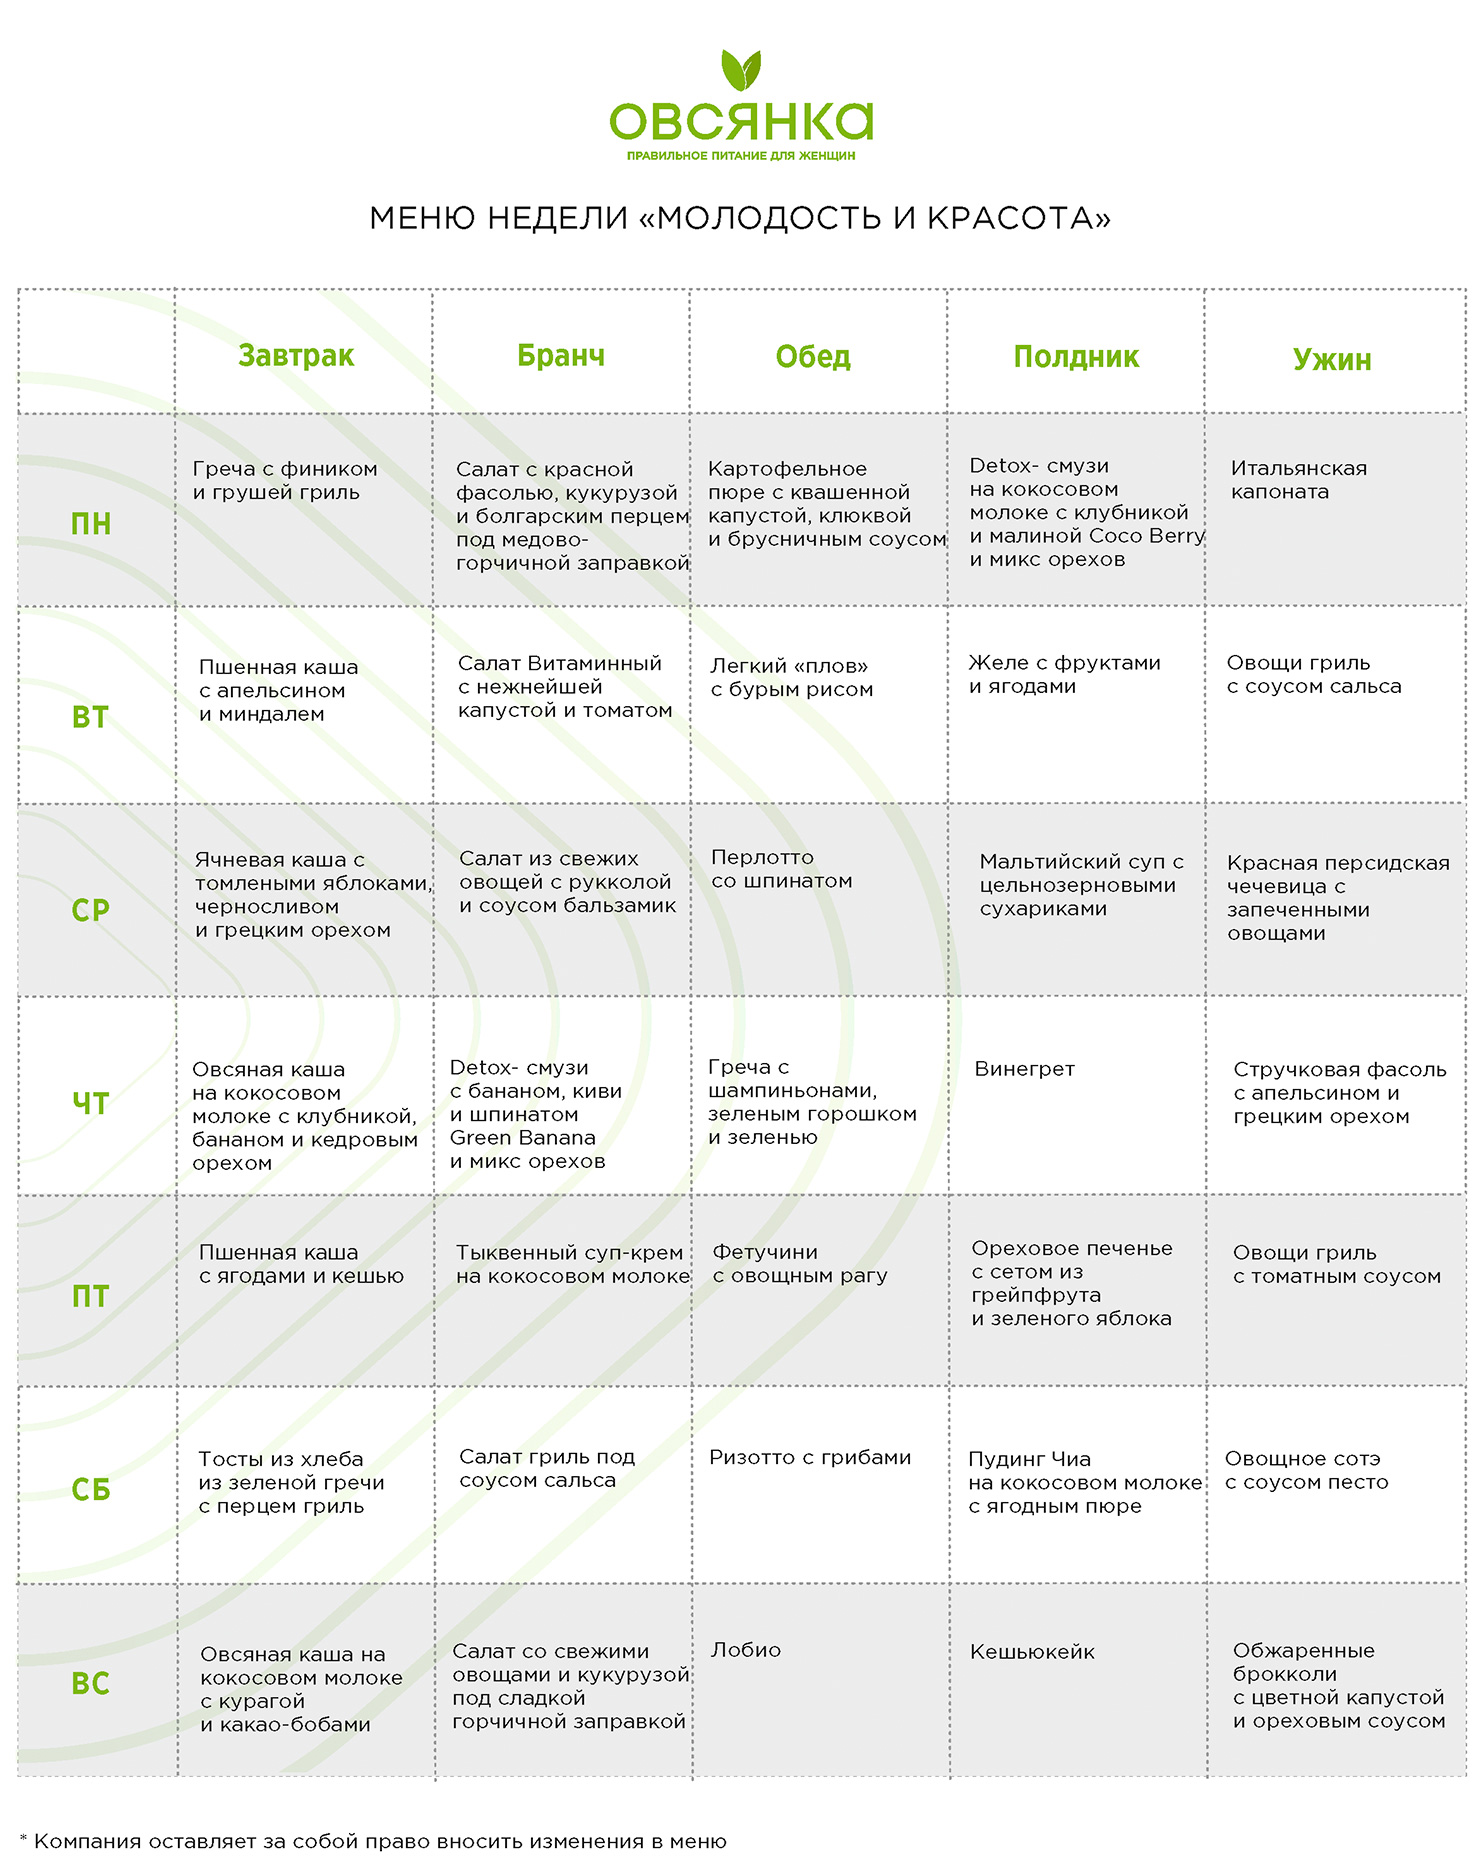 ОВСЯНКА
ПРАВИЛЬНОЕ ПИТАНИЕ ДЛЯ ЖЕНЩИН
МЕНЮ НЕДЕЛИ «МОЛОДОСТЬ И КРАСОТА»
Завтрак
Бранч
Обед
Полдник
Ужин
ПН
Греча с фиником
и грушей гриль
Салат с красной
фасолью, кукурузой
и болгарским перцем
под медово-
горчичной заправкой
Картофельное
пюре с квашенной
капустой, клюквой
и брусничным соусом
Detox- смузи
на кокосовом
молоке с клубникой
и малиной Coco Berry
и микс орехов
Итальянская
капоната
ВТ
Пшенная каша
с апельсином
и миндалем
Салат Витаминный
с нежнейшей
капустой и томатом
Легкий «плов»
с бурым рисом
Желе с фруктами
и ягодами
Овощи гриль
с соусом сальса
СР
Ячневая каша с
томлеными яблоками,
черносливом
и грецким орехом
Салат из свежих
овощей с рукколой
и соусом бальзамик
Перлотто
со шпинатом
Мальтийский суп с
цельнозерновыми
сухариками
Красная персидская
чечевица с
запеченными
овощами
ЧТ
Овсяная каша
на кокосовом
молоке с клубникой,
бананом и кедровым
орехом
Detox- смузи
с бананом, киви
и шпинатом
Green Banana
и микс орехов
Греча с
шампиньонами,
зеленым горошком
и зеленью
Винегрет
Стручковая фасоль
с апельсином и
грецким орехом
ПТ
Пшенная каша
с ягодами и кешью
Тыквенный суп-крем
на кокосовом молоке
Фетучини
с овощным рагу
Ореховое печенье
с сетом из
грейпфрута
и зеленого яблока
Овощи гриль
с томатным соусом
СБ
Тосты из хлеба
из зеленой гречи
с перцем гриль
Салат гриль под
соусом сальса
Ризотто с грибами
Пудинг Чиа
на кокосовом молоке
с ягодным пюре
Овощное сотэ
с соусом песто
ВС
Овсяная каша на
кокосовом молоке
с курагой
и какао-бобами
Салат со свежими
овощами и кукурузой
под сладкой
горчичной заправкой
Лобио
Кешьюкейк
Обжаренные
брокколи
с цветной капустой
и ореховым соусом
* Компания оставляет за собой право вносить изменения в меню